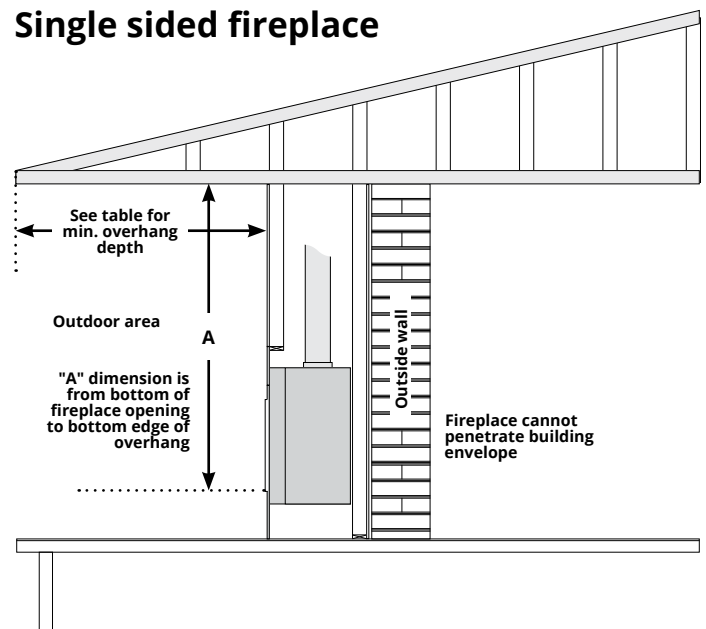 Single sided fireplace
See table for
min. overhang
depth
Outdoor area
A
"A" dimension is
from bottom of
fireplace opening
to bottom edge of
overhang
Outside wall
Fireplace cannot
penetrate building
envelope